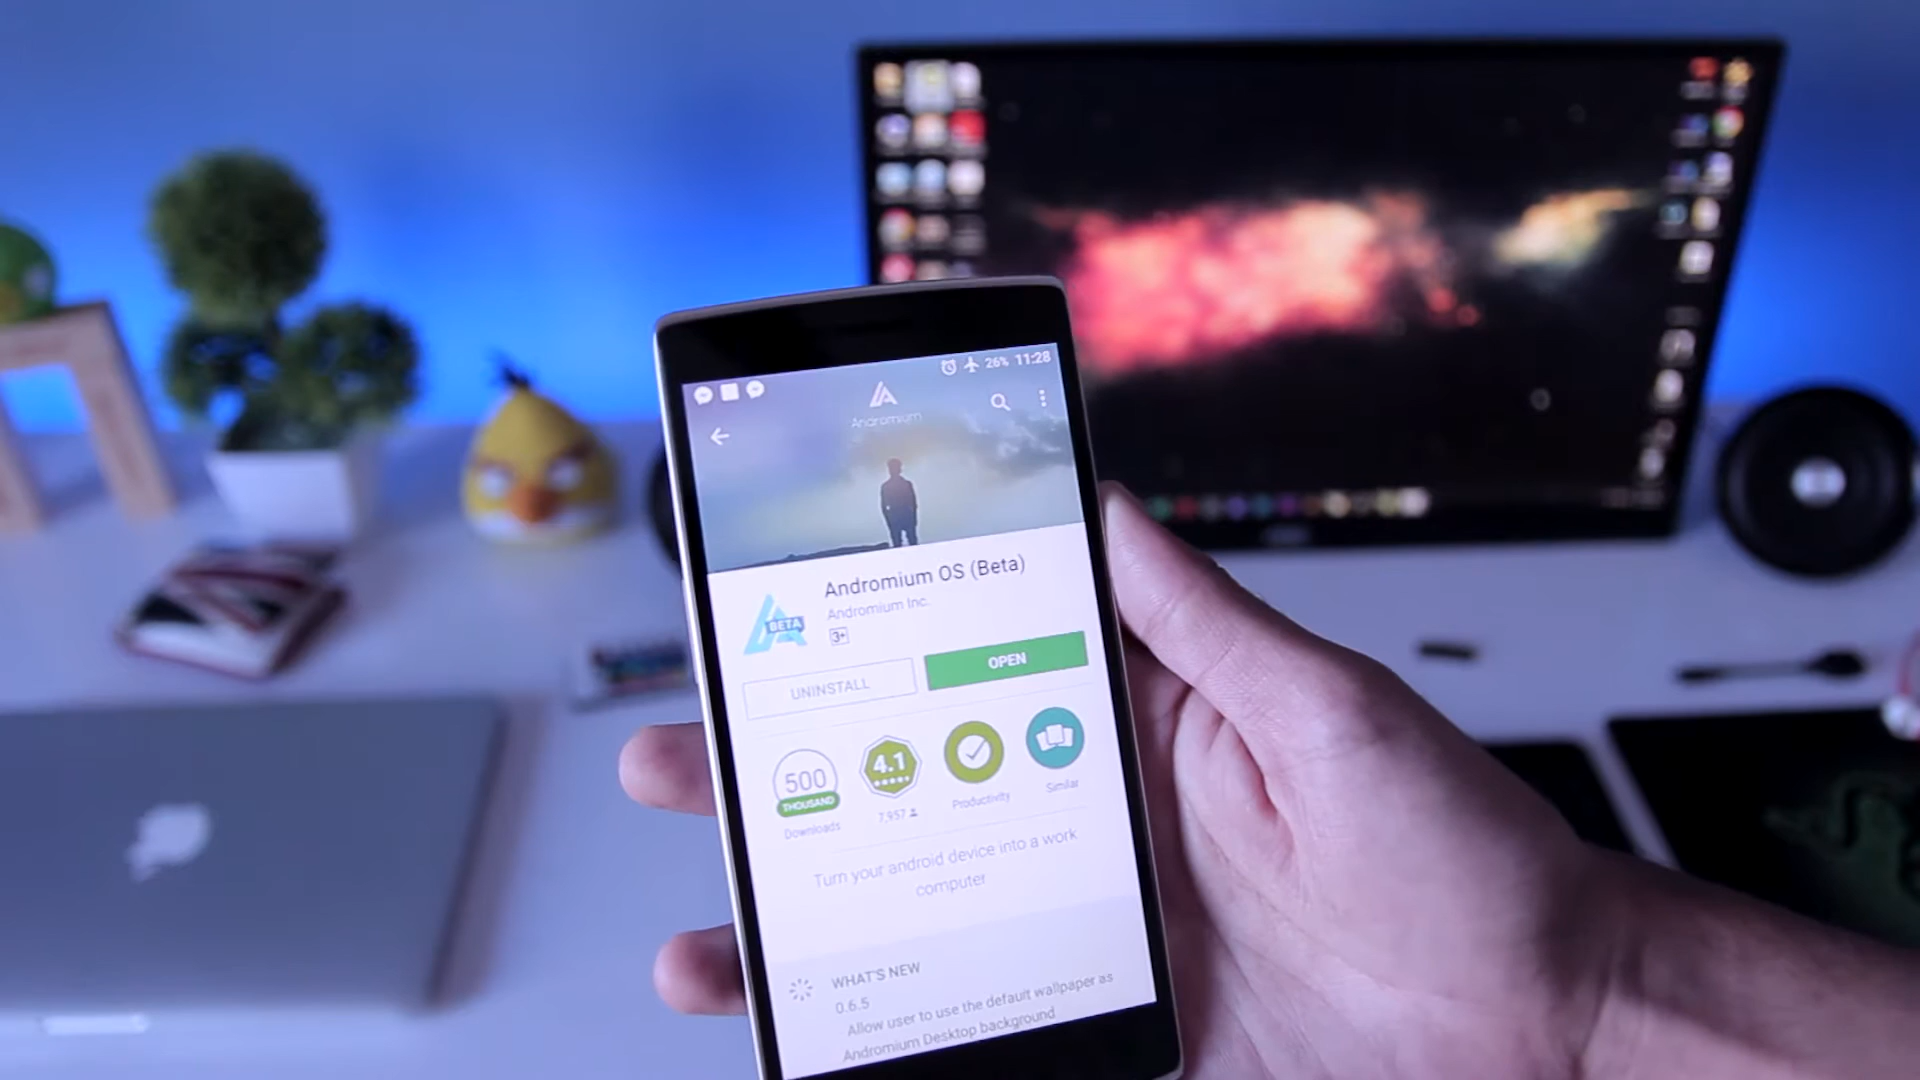 26% 11:28
Andromium
Andromium OS (Beta)
Andromium Inc.
3+
BETA
UNINSTALL
OPEN
500
THOUSAND
Downloads
4.1
7,957
Productivity
Similar
Turn your android device into a work
computer
WHAT'S NEW
0.6.5
Allow user to use the default wallpaper as
Andromium Desktop background